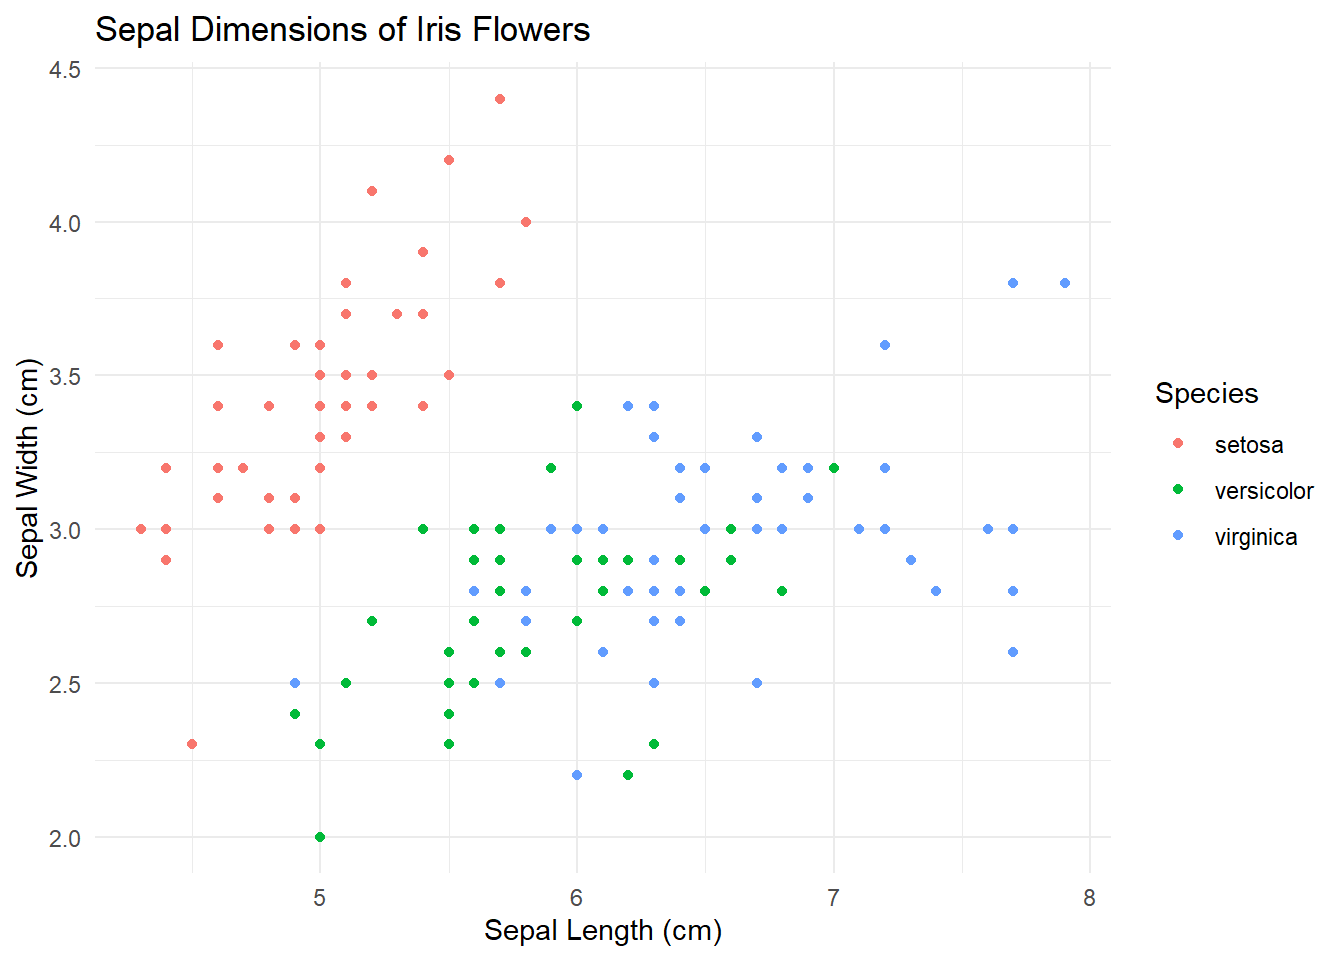 Sepal Dimensions of Iris Flowers
4.5
4.0
3.5
3.0
2.5
2.0
Sepal Width (cm)
5 6 7 8
Sepal Length (cm)
Species
setosa
versicolor
virginica